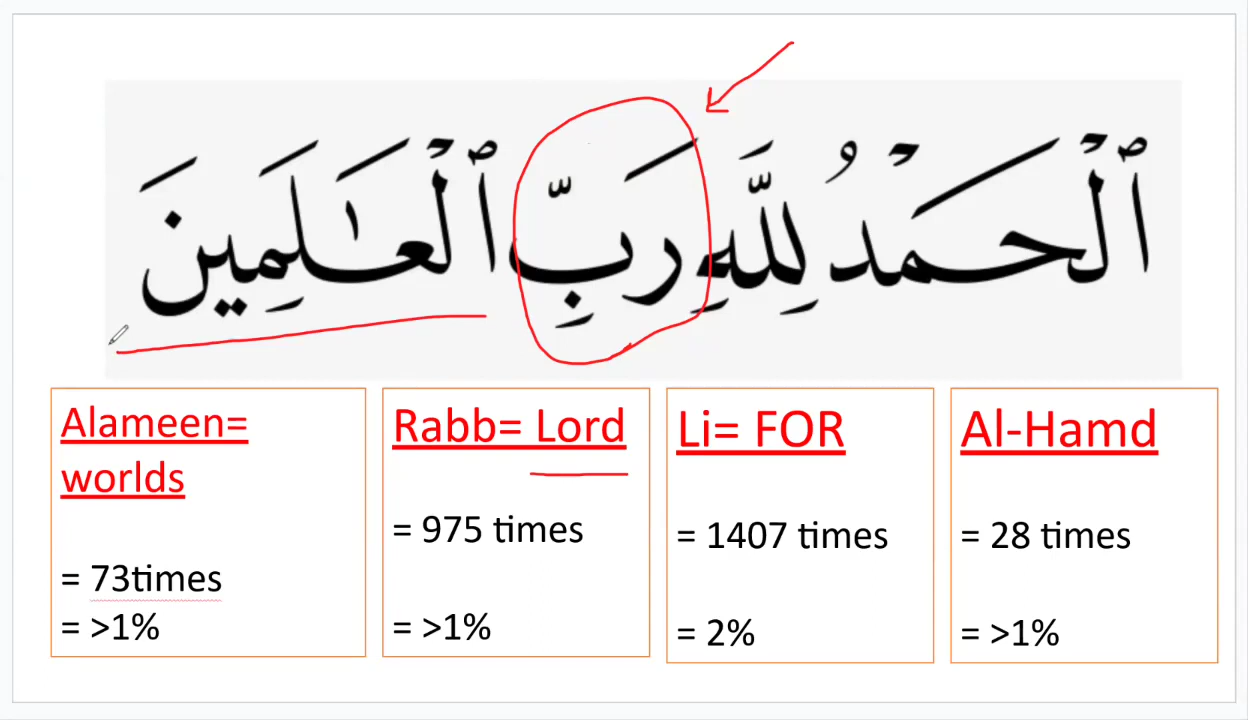 ٱلْحَمْدُ لِلَّهِ رَبِّ ٱلْعَـٰلَمِينَ
Alameen=
worlds
= 73times
= >1%
Rabb= Lord
= 975 times
= >1%
Li= FOR
= 1407 times
= 2%
Al-Hamd
= 28 times
= >1%